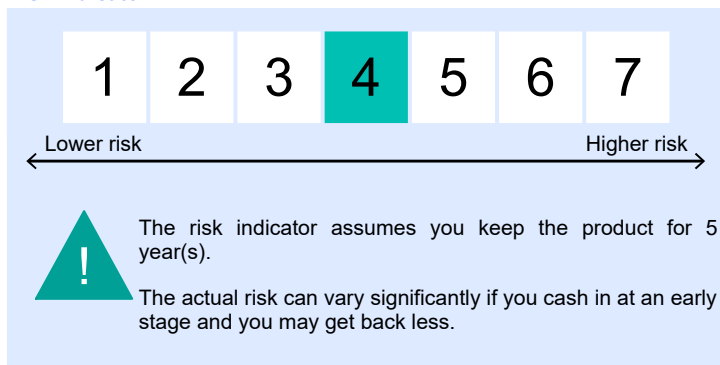 1 2 3 4 5 6 7
Lower risk Higher risk
!
The risk indicator assumes you keep the product for 5
year(s).
The actual risk can vary significantly if you cash in at an early
stage and you may get back less.